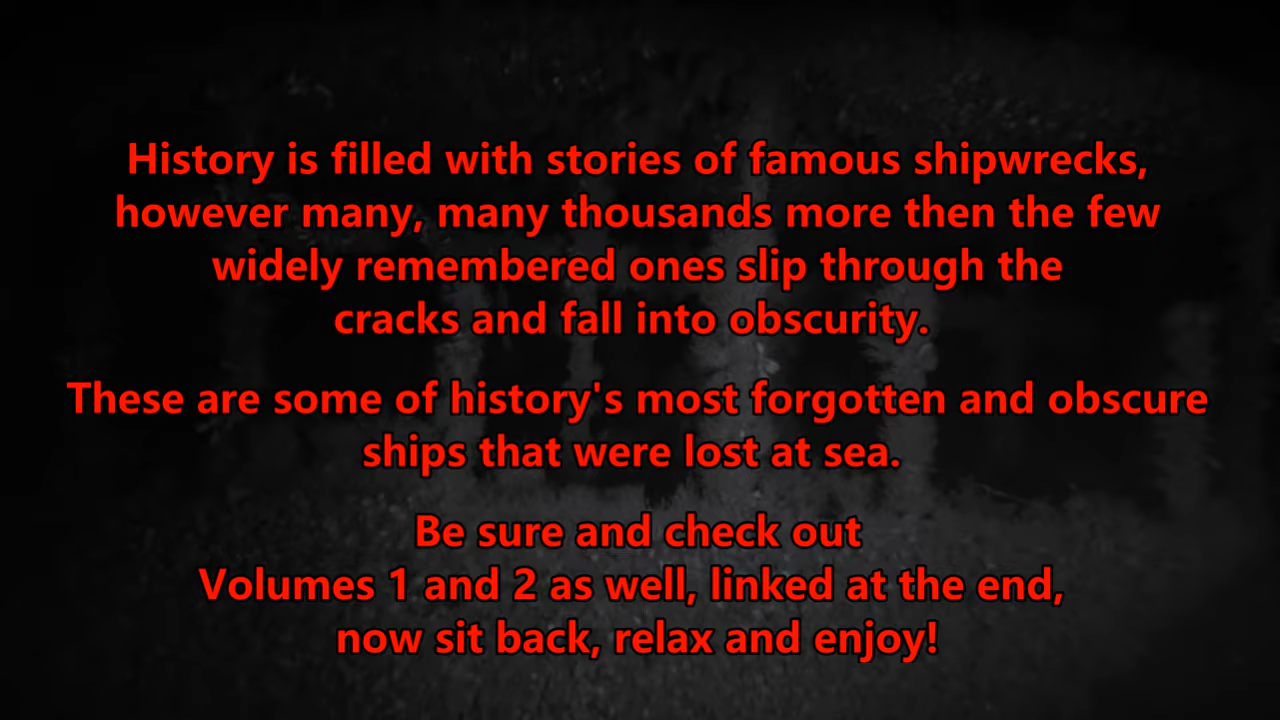 History is filled with stories of famous shipwrecks,
however many, many thousands more then the few
widely remembered ones slip through the
cracks and fall into obscurity.
These are some of history's most forgotten and obscure
ships that were lost at sea.
Be sure and check out
Volumes 1 and 2 as well, linked at the end,
now sit back, relax and enjoy!